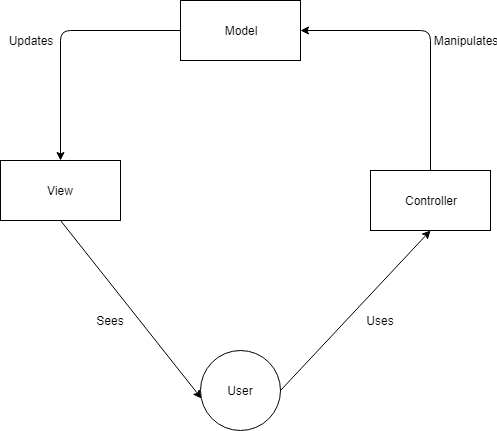 Model
Updates
Manipulates
View
Controller
Sees
Uses
User